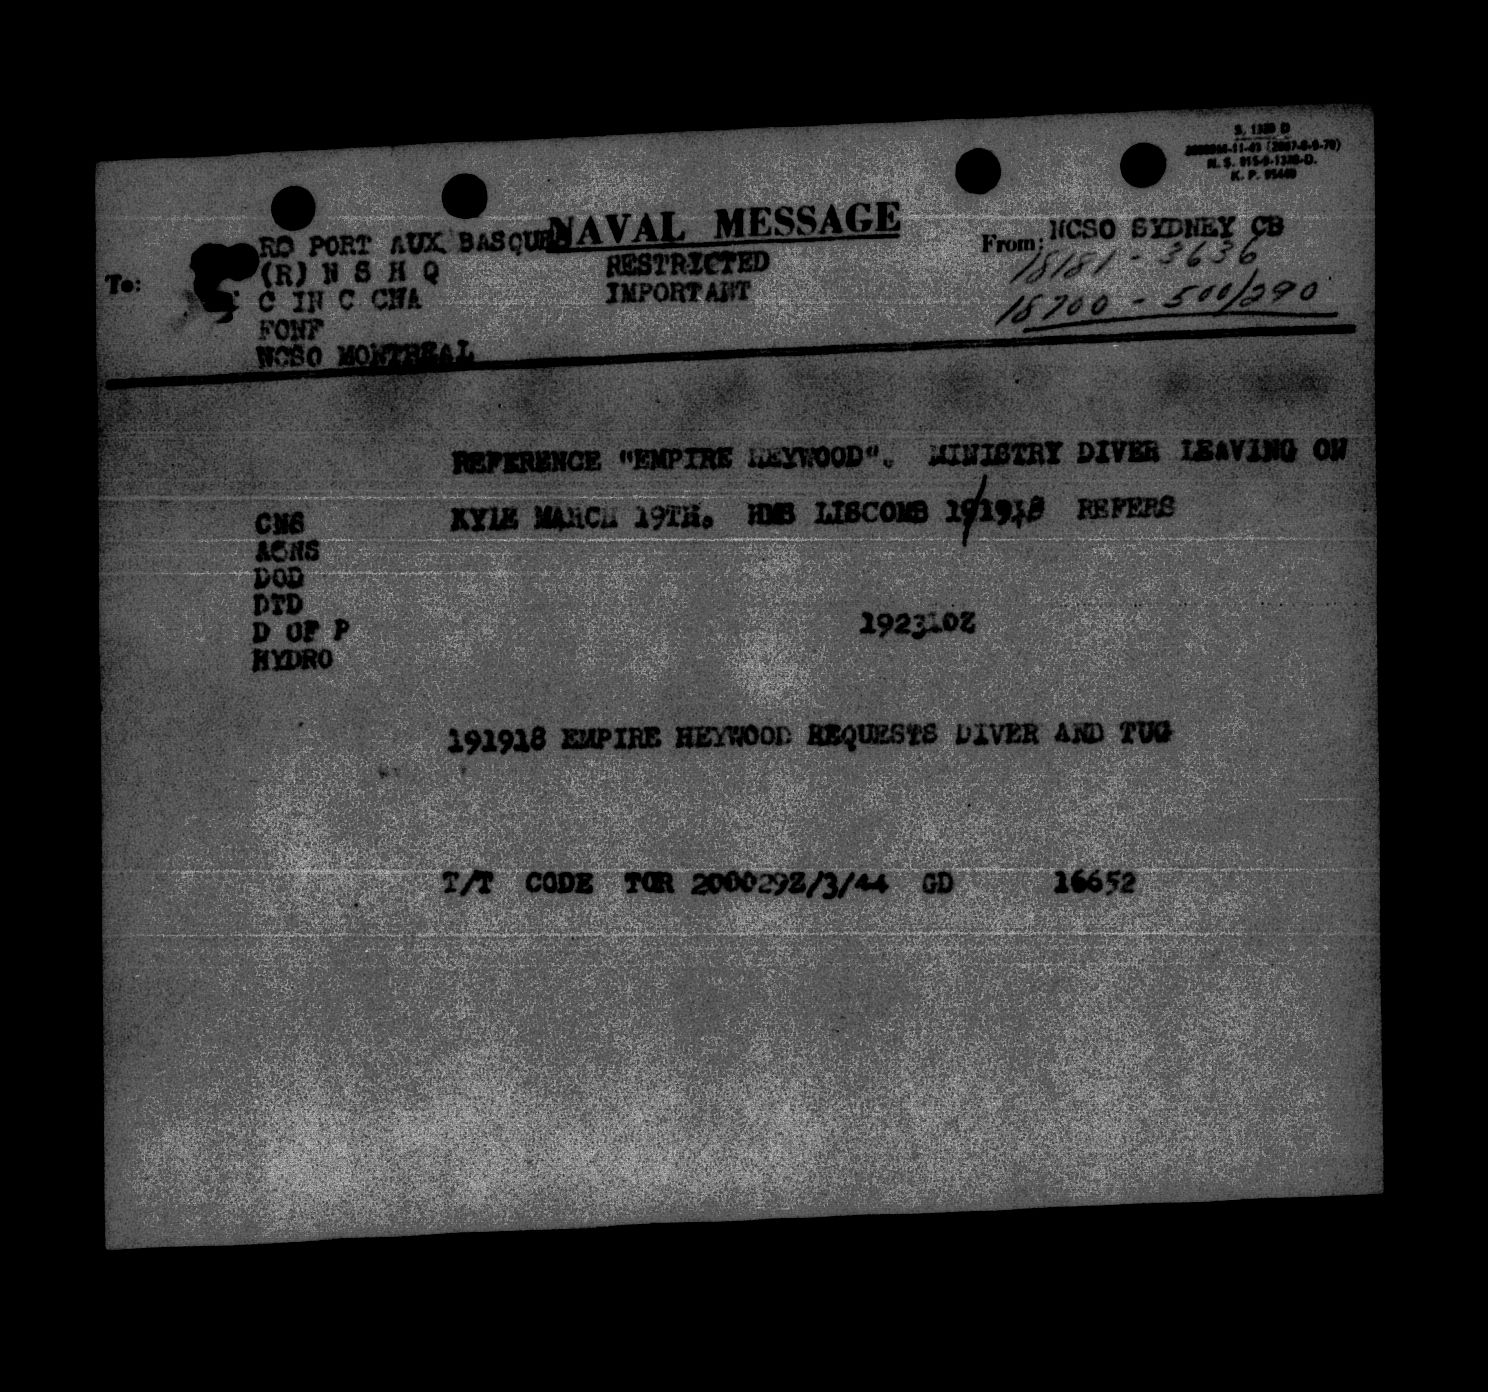 S. 1320 D
N. S. 815-9-1320-D.
K. P.
NAVAL MESSAGE
To:
RO PORT AUX BASQUES
(R) N S H Q
C IN C CNA
FONF
NCSO MONTREAL
RESTRICTED
IMPORTANT
From: NCSO SYDNEY CB
18181 - 3636
18700 - 500/290
REFERENCE "EMPIRE HEYWOOD". MINISTRY DIVER LEAVING ON
KYLE MARCH 19TH. HMS LISCOMB 191918 REFERS
CNS
ACNS
DOD
DTD
D OF P
HYDRO
192310Z
191918 EMPIRE HEYWOOD REQUESTS DIVER AND TUG
T/T CODE TOR 200029Z/3/44 GD 16652